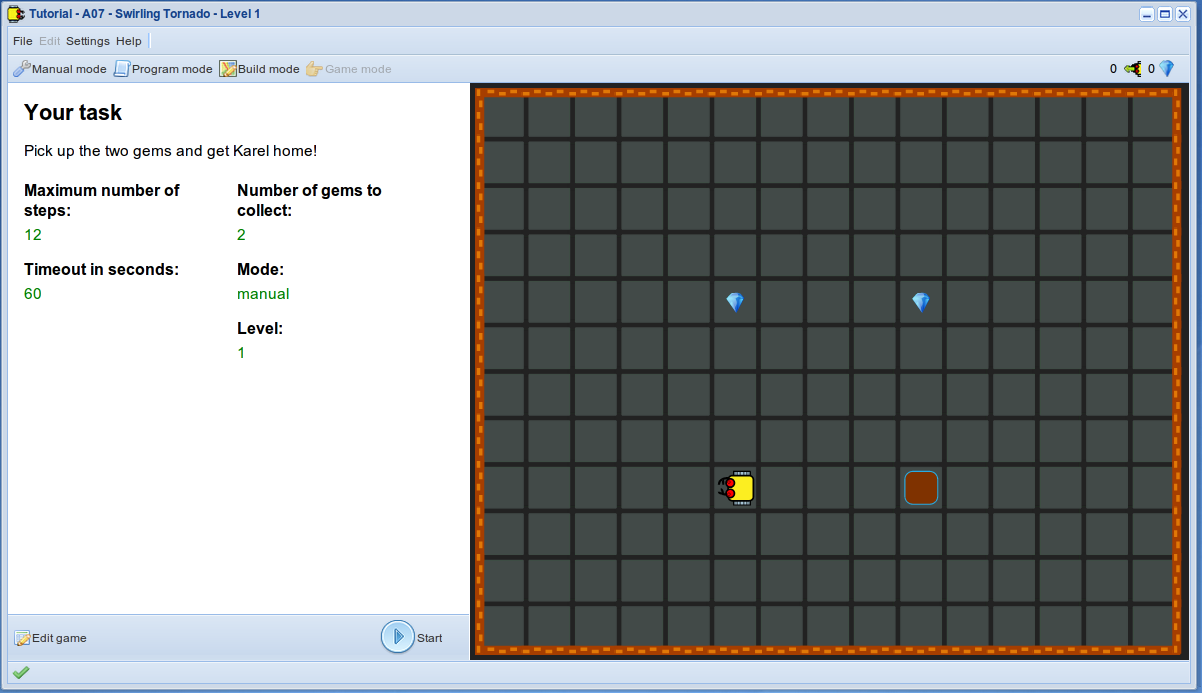 Tutorial - A07 - Swirling Tornado - Level 1
File Edit Settings Help
Manual mode Program mode Build mode Game mode 0 0
Your task
Pick up the two gems and get Karel home!
Maximum number of steps:
12
Number of gems to collect:
2
Timeout in seconds:
60
Mode:
manual
Level:
1
Edit game Start